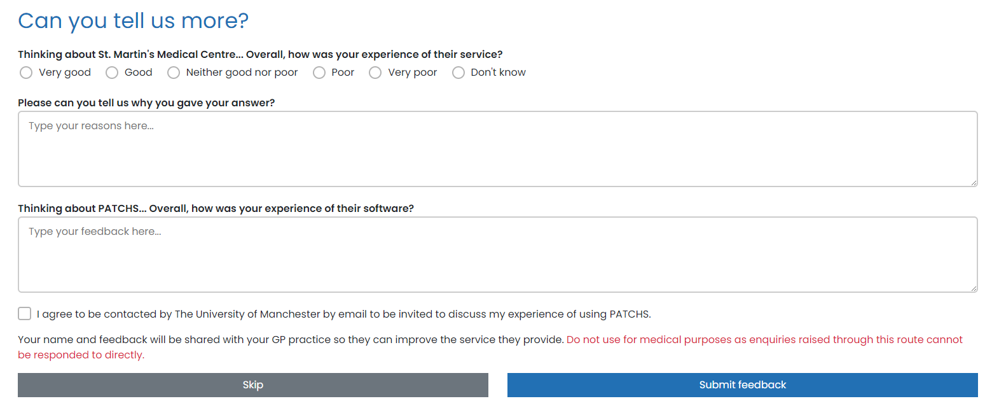 Can you tell us more?
Thinking about St. Martin's Medical Centre... Overall, how was your experience of their service?
Very good Good Neither good nor poor Poor Very poor Don't know
Please can you tell us why you gave your answer?
Type your reasons here...
Thinking about PATCHS... Overall, how was your experience of their software?
Type your feedback here...
I agree to be contacted by The University of Manchester by email to be invited to discuss my experience of using PATCHS.
Your name and feedback will be shared with your GP practice so they can improve the service they provide. Do not use for medical purposes as enquiries raised through this route cannot
be responded to directly.
Skip Submit feedback